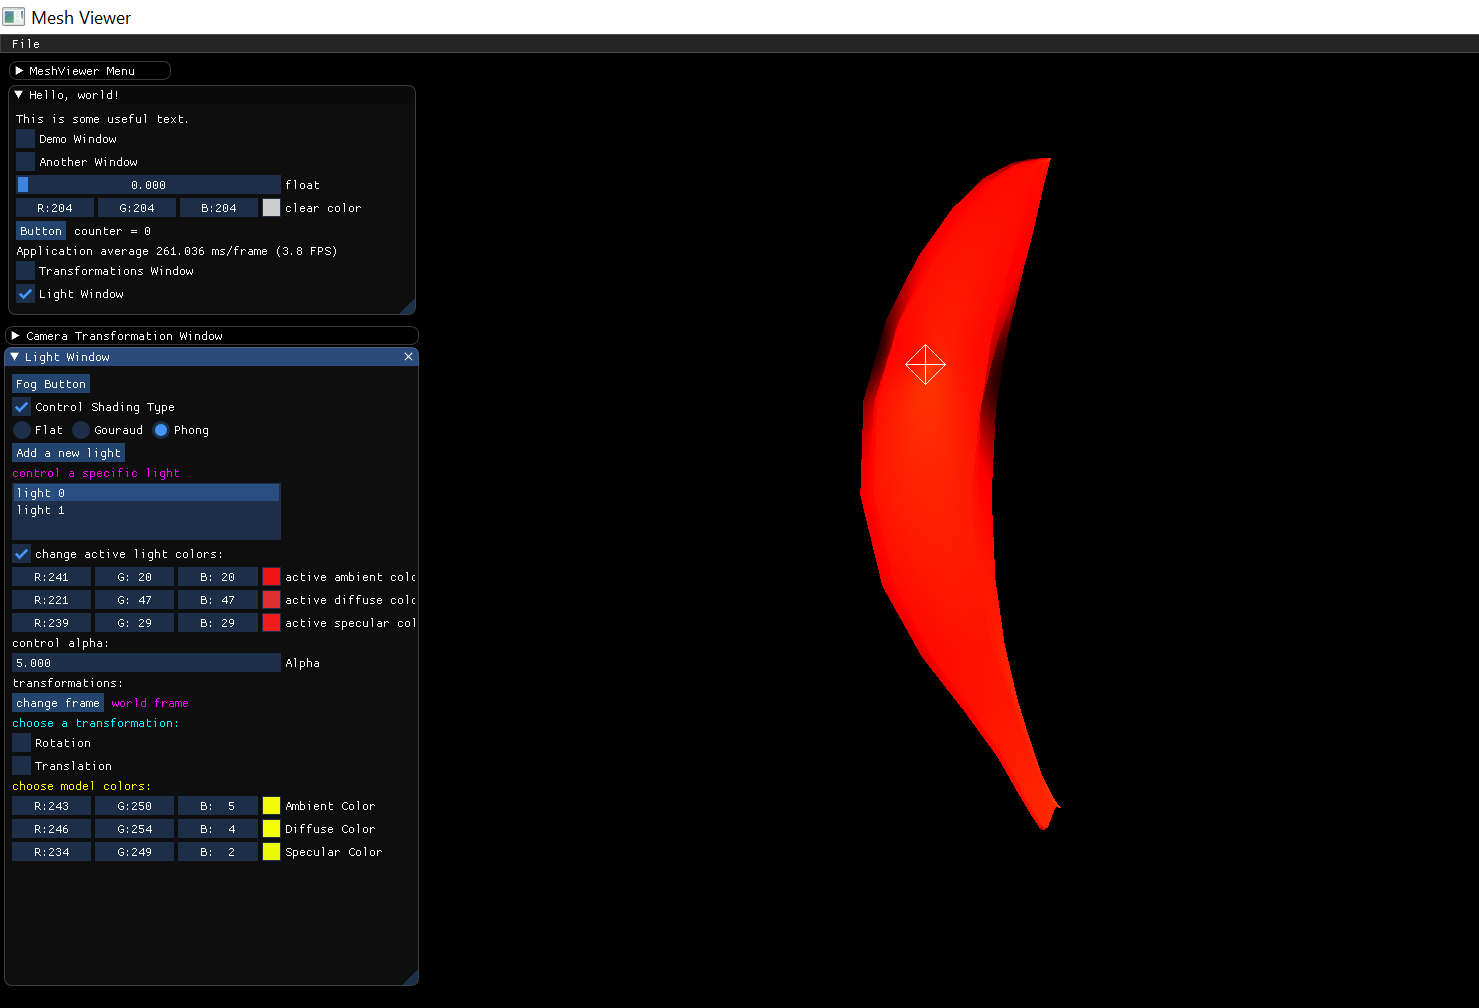 Mesh Viewer
File
MeshViewer Menu
Hello, world!
This is some useful text.
Demo Window
Another Window
0.000 float
R:204 G:204 B:204 clear color
Button counter = 0
Application average 261.036 ms/frame (3.8 FPS)
Transformations Window
Light Window
Camera Transformation Window
Light Window
Fog Button
Control Shading Type
Flat Gouraud Phong
Add a new light
control a specific light
light 0
light 1
change active light colors:
R:241 G: 20 B: 20 active ambient colo
R:221 G: 47 B: 47 active diffuse colo
R:239 G: 29 B: 29 active specular col
control alpha:
5.000 Alpha
transformations:
change frame world frame
choose a transformation:
Rotation
Translation
choose model colors:
R:243 G:250 B: 5 Ambient Color
R:246 G:254 B: 4 Diffuse Color
R:234 G:249 B: 2 Specular Color